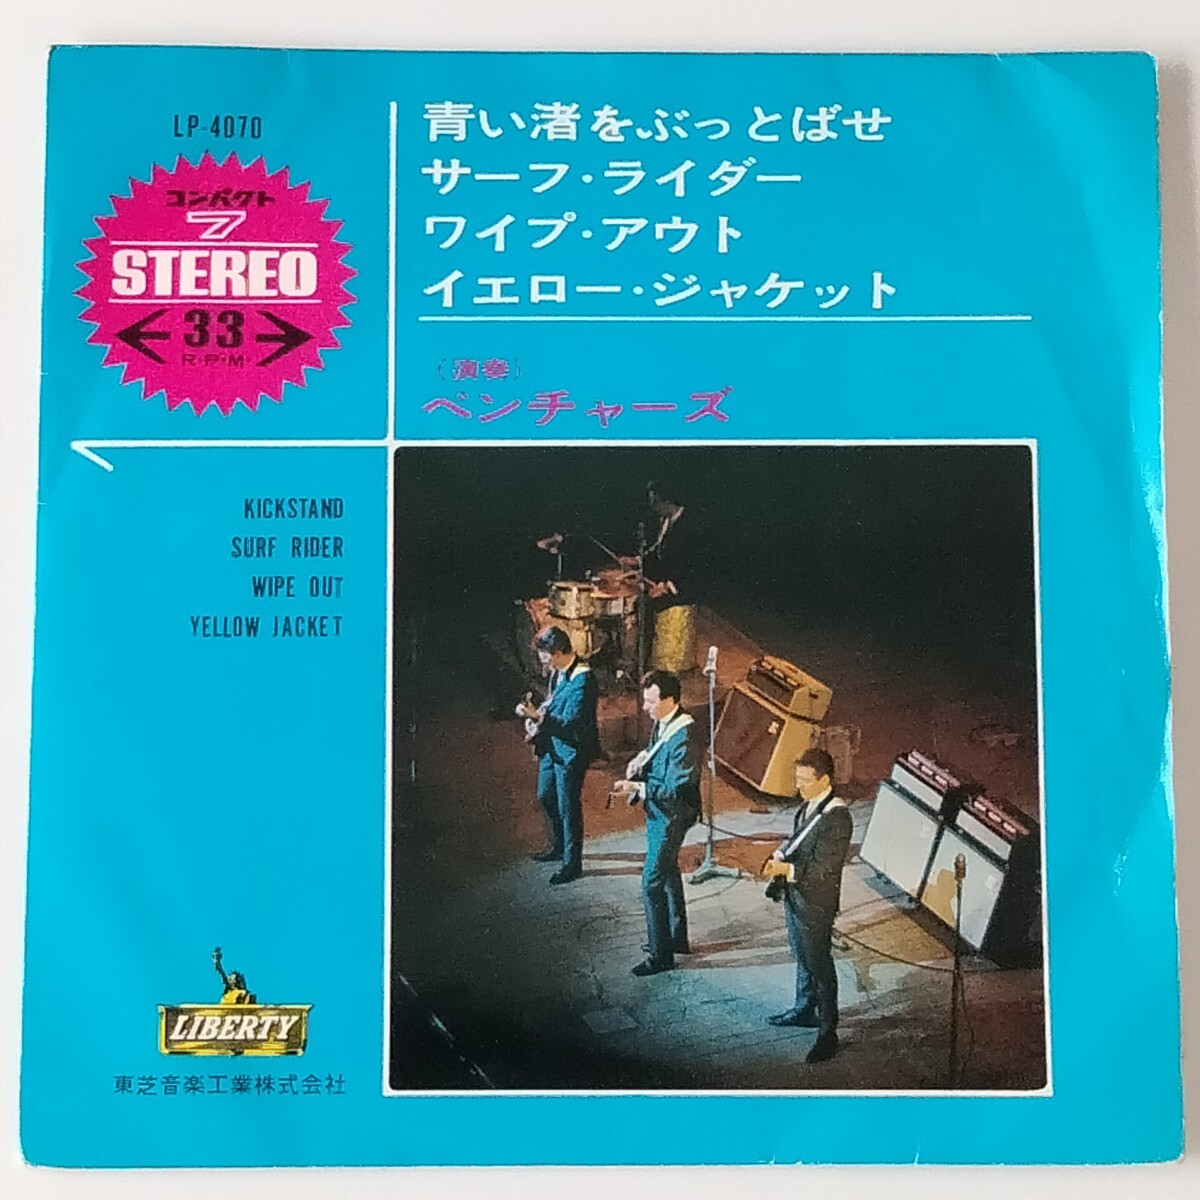 LP-4070
コンパクト
7
STEREO
33
R・P・M・
青い渚をぶっとばせ
サーフ・ライダー
ワイプ・アウト
イエロー・ジャケット
(演奏)
ベンチャーズ
KICKSTAND
SURF RIDER
WIPE OUT
YELLOW JACKET
LIBERTY
東芝音楽工業株式会社